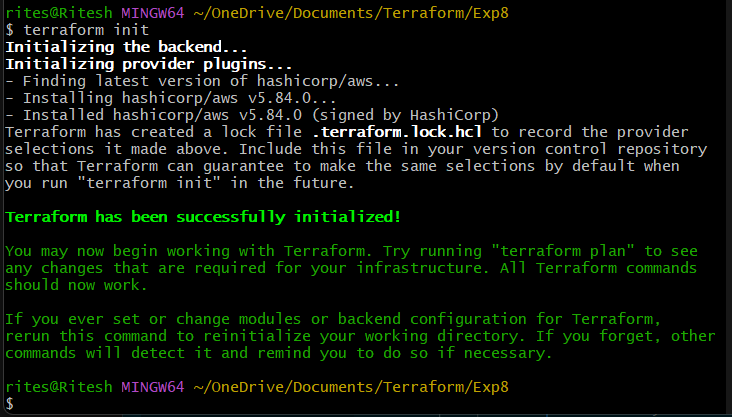 rites@Ritesh MINGW64 ~/OneDrive/Documents/Terraform/Exp8
$ terraform init
Initializing the backend...
Initializing provider plugins...
- Finding latest version of hashicorp/aws...
- Installing hashicorp/aws v5.84.0...
- Installed hashicorp/aws v5.84.0 (signed by HashiCorp)
Terraform has created a lock file .terraform.lock.hcl to record the provider
selections it made above. Include this file in your version control repository
so that Terraform can guarantee to make the same selections by default when
you run "terraform init" in the future.
Terraform has been successfully initialized!
You may now begin working with Terraform. Try running "terraform plan" to see
any changes that are required for your infrastructure. All Terraform commands
should now work.
If you ever set or change modules or backend configuration for Terraform,
rerun this command to reinitialize your working directory. If you forget, other
commands will detect it and remind you to do so if necessary.
rites@Ritesh MINGW64 ~/OneDrive/Documents/Terraform/Exp8
$